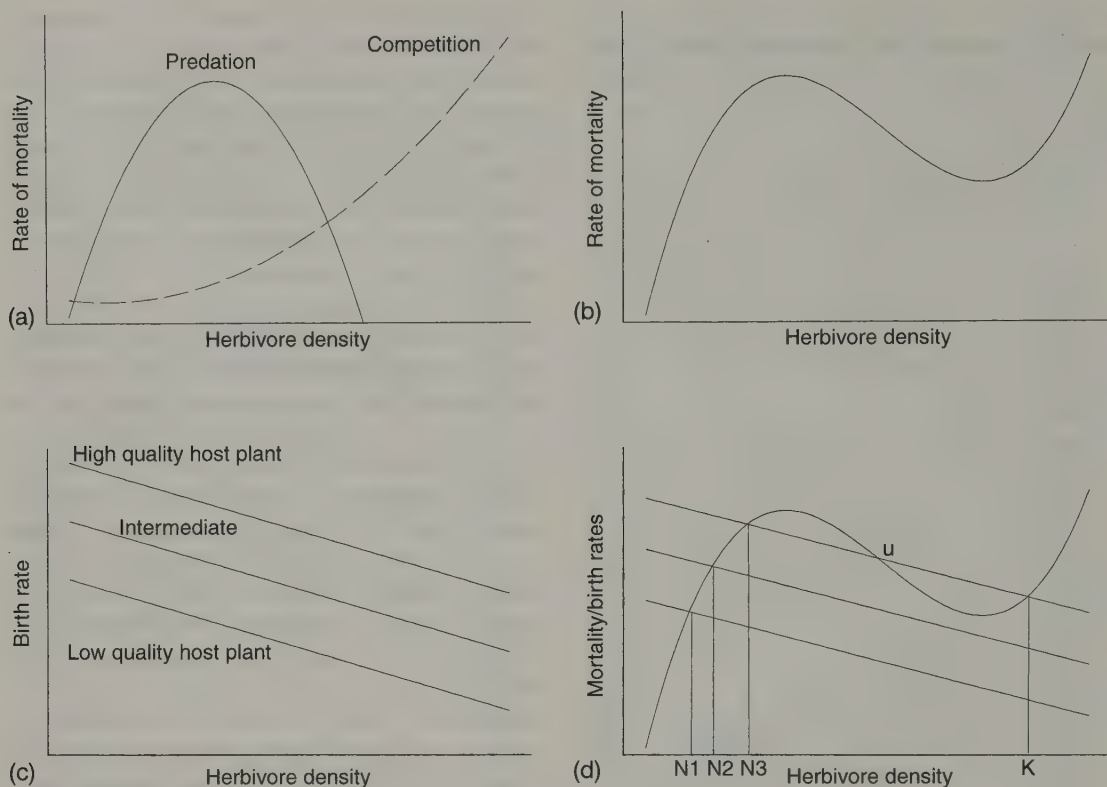 Competition
Predation
Rate of mortality
(a)
Herbivore density
Rate of mortality
(b)
Herbivore density
High quality host plant
Intermediate
Low quality host plant
Birth rate
(c)
Herbivore density
u
Mortality/birth rates
(d)
N1 N2 N3 Herbivore density K